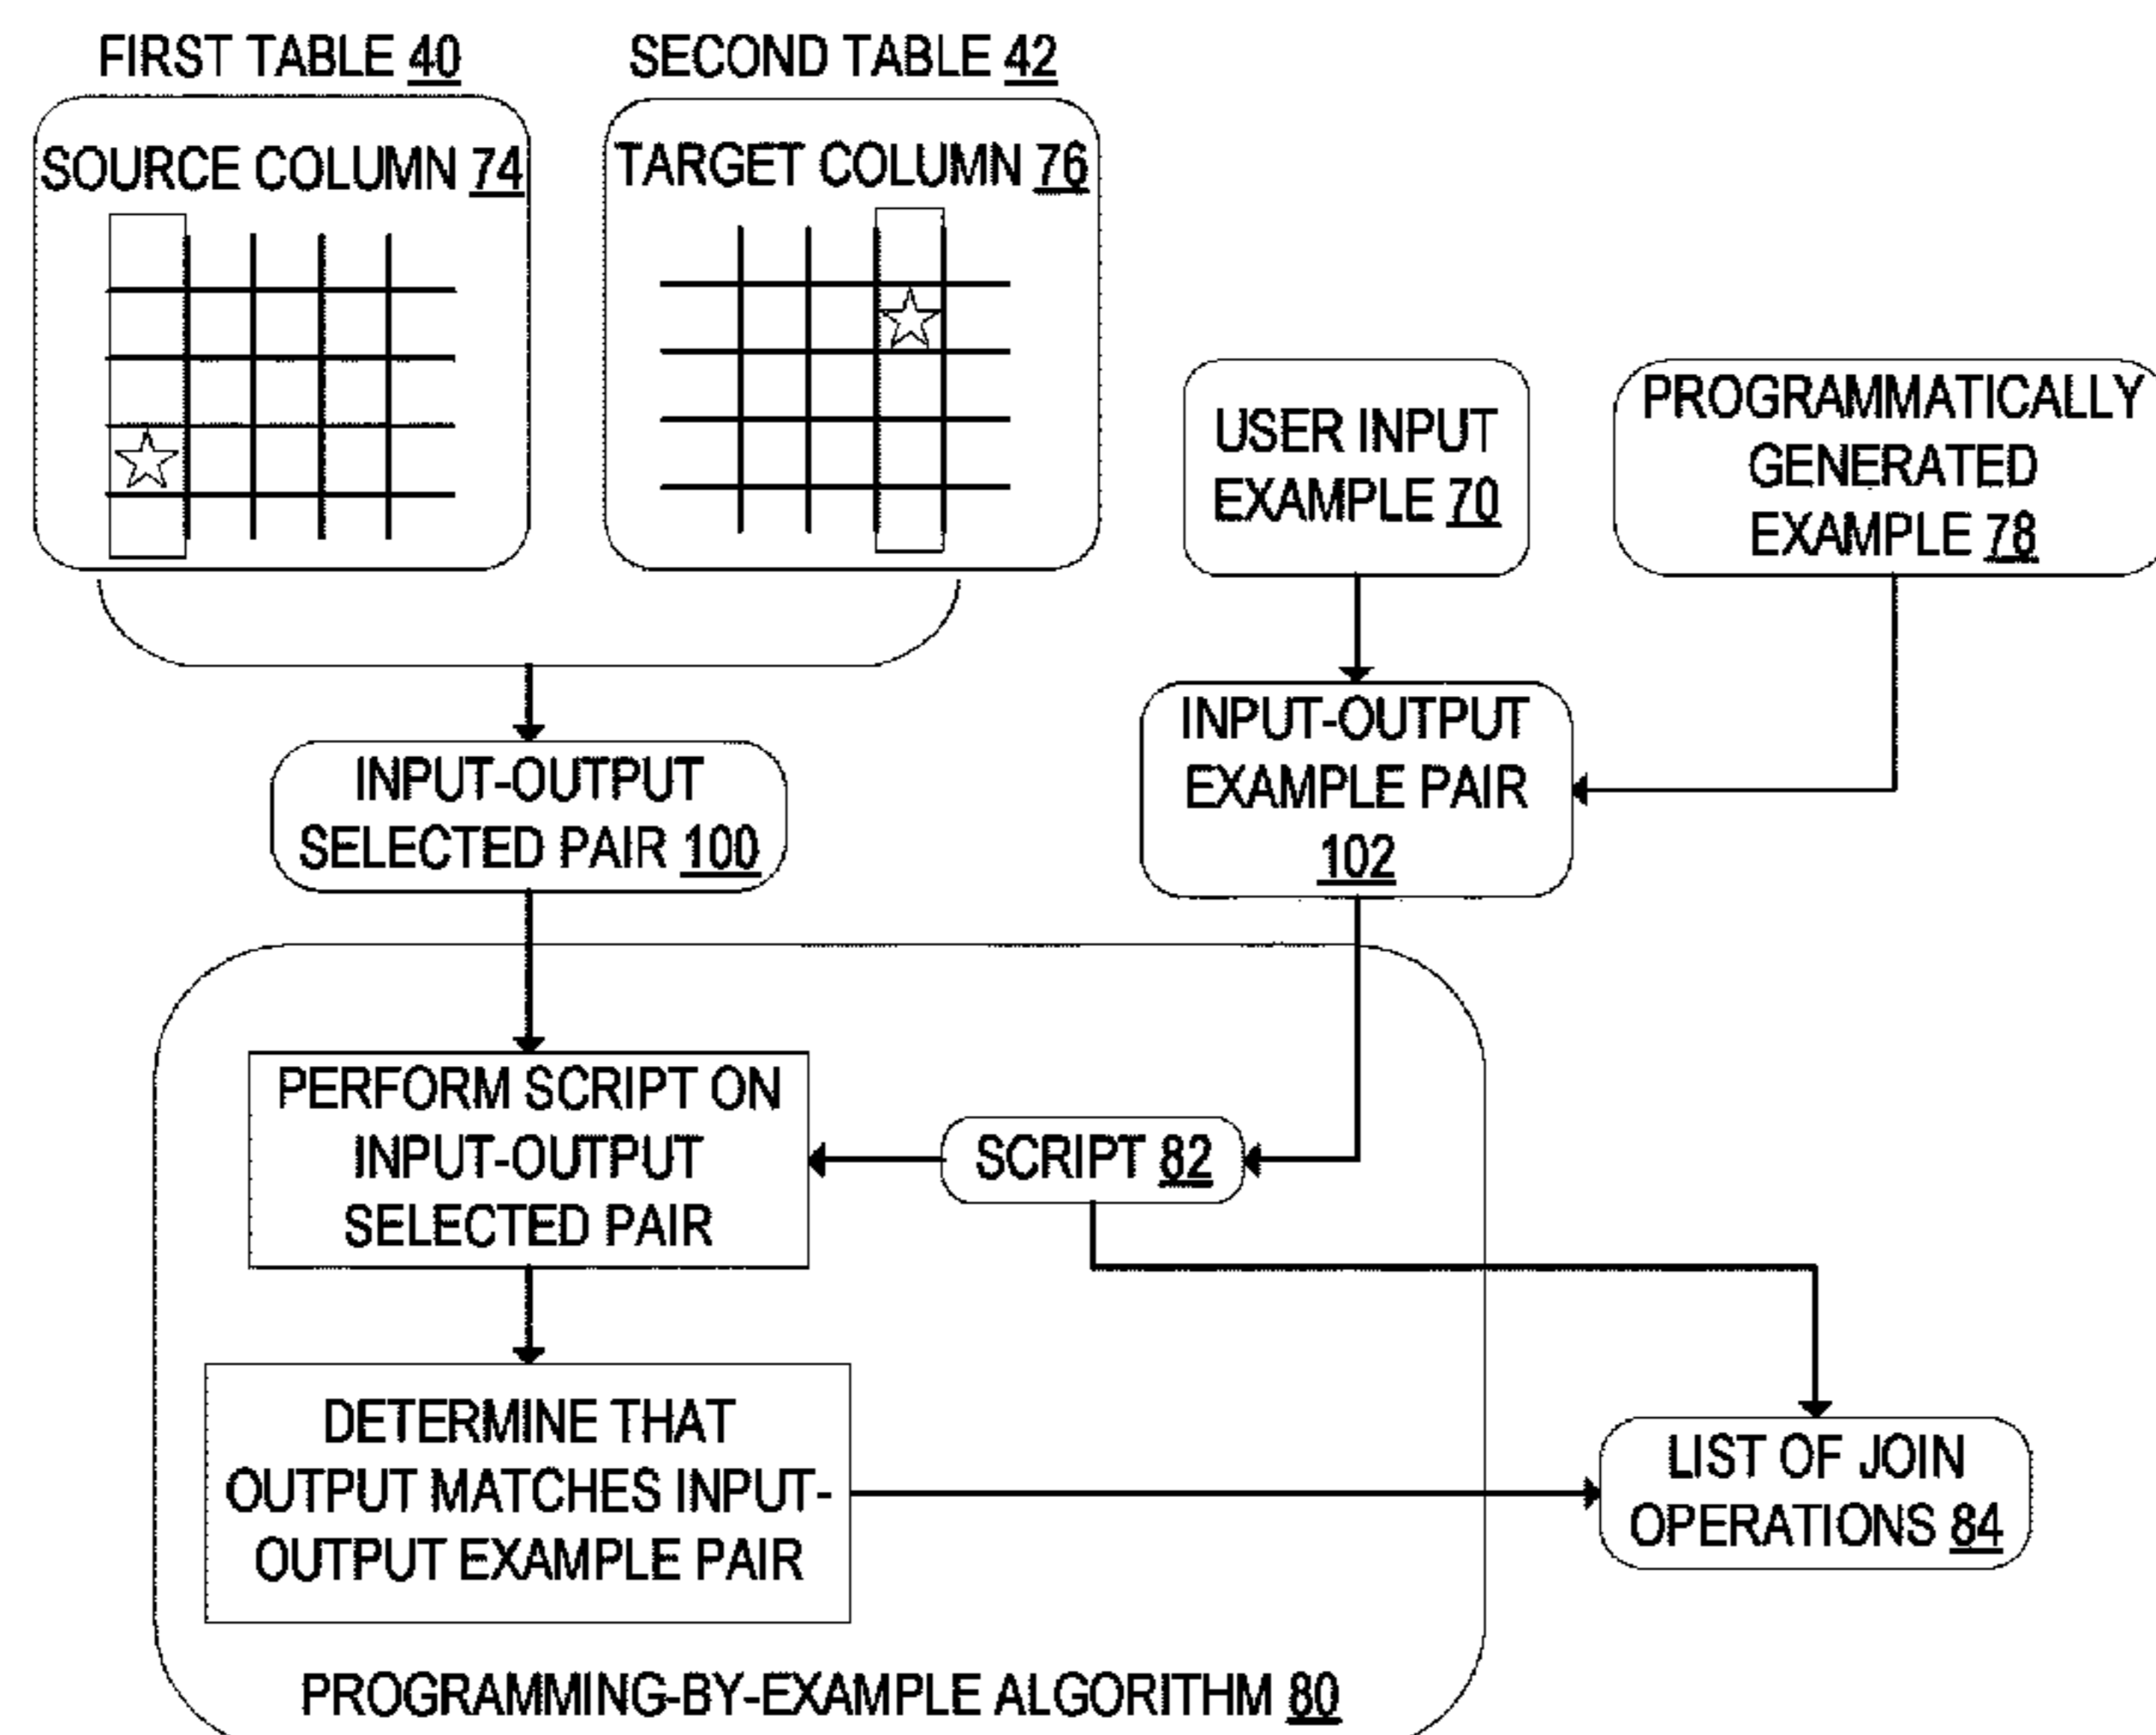 FIRST TABLE 40
SECOND TABLE 42
SOURCE COLUMN 74
TARGET COLUMN 76
USER INPUT
EXAMPLE 70
PROGRAMMATICALLY
GENERATED
EXAMPLE 78
INPUT-OUTPUT
SELECTED PAIR 100
INPUT-OUTPUT
EXAMPLE PAIR
102
PERFORM SCRIPT ON
INPUT-OUTPUT
SELECTED PAIR
SCRIPT 82
DETERMINE THAT
OUTPUT MATCHES INPUT-
OUTPUT EXAMPLE PAIR
LIST OF JOIN
OPERATIONS 84
PROGRAMMING-BY-EXAMPLE ALGORITHM 80